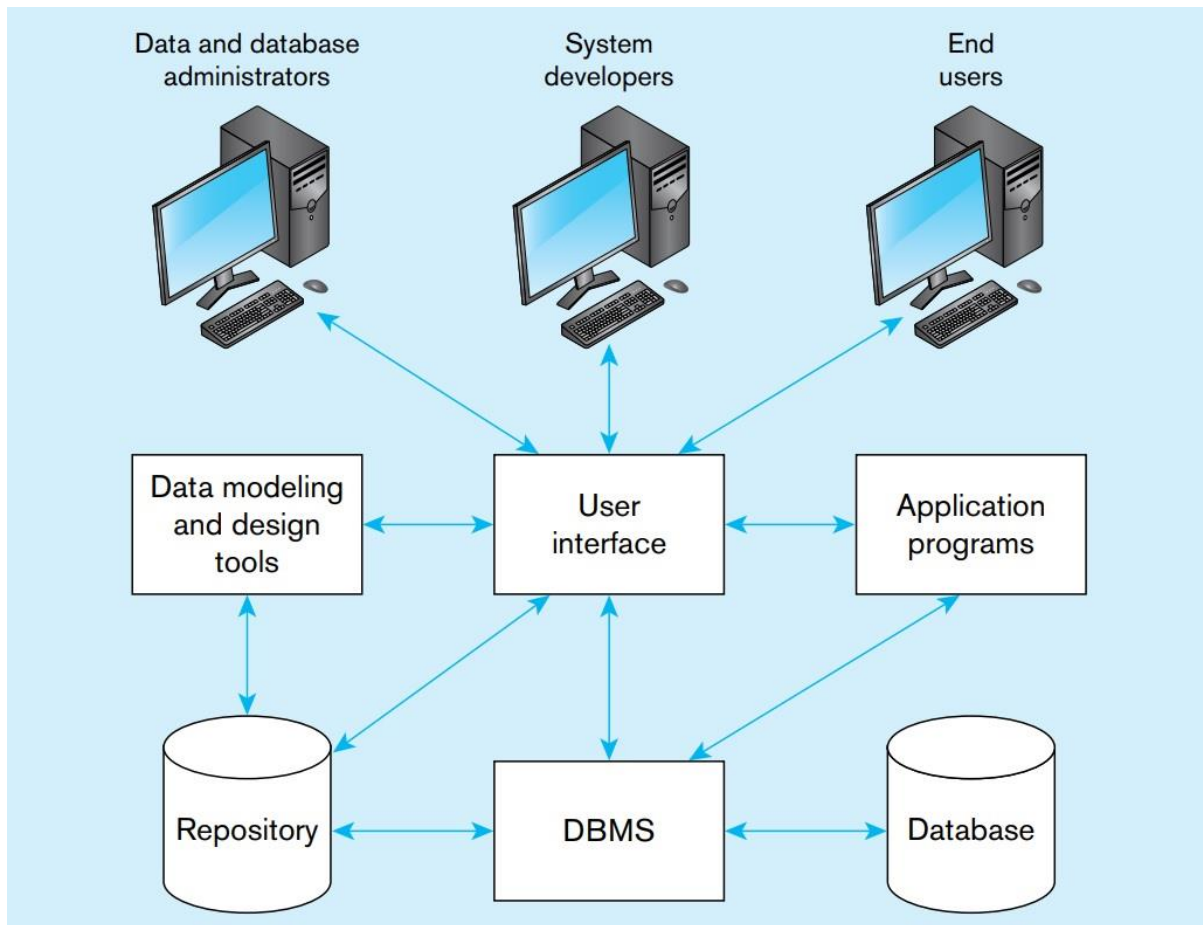 Data and database
administrators
System
developers
End
users
Data modeling
and design
tools
User
interface
Application
programs
Repository
DBMS
Database